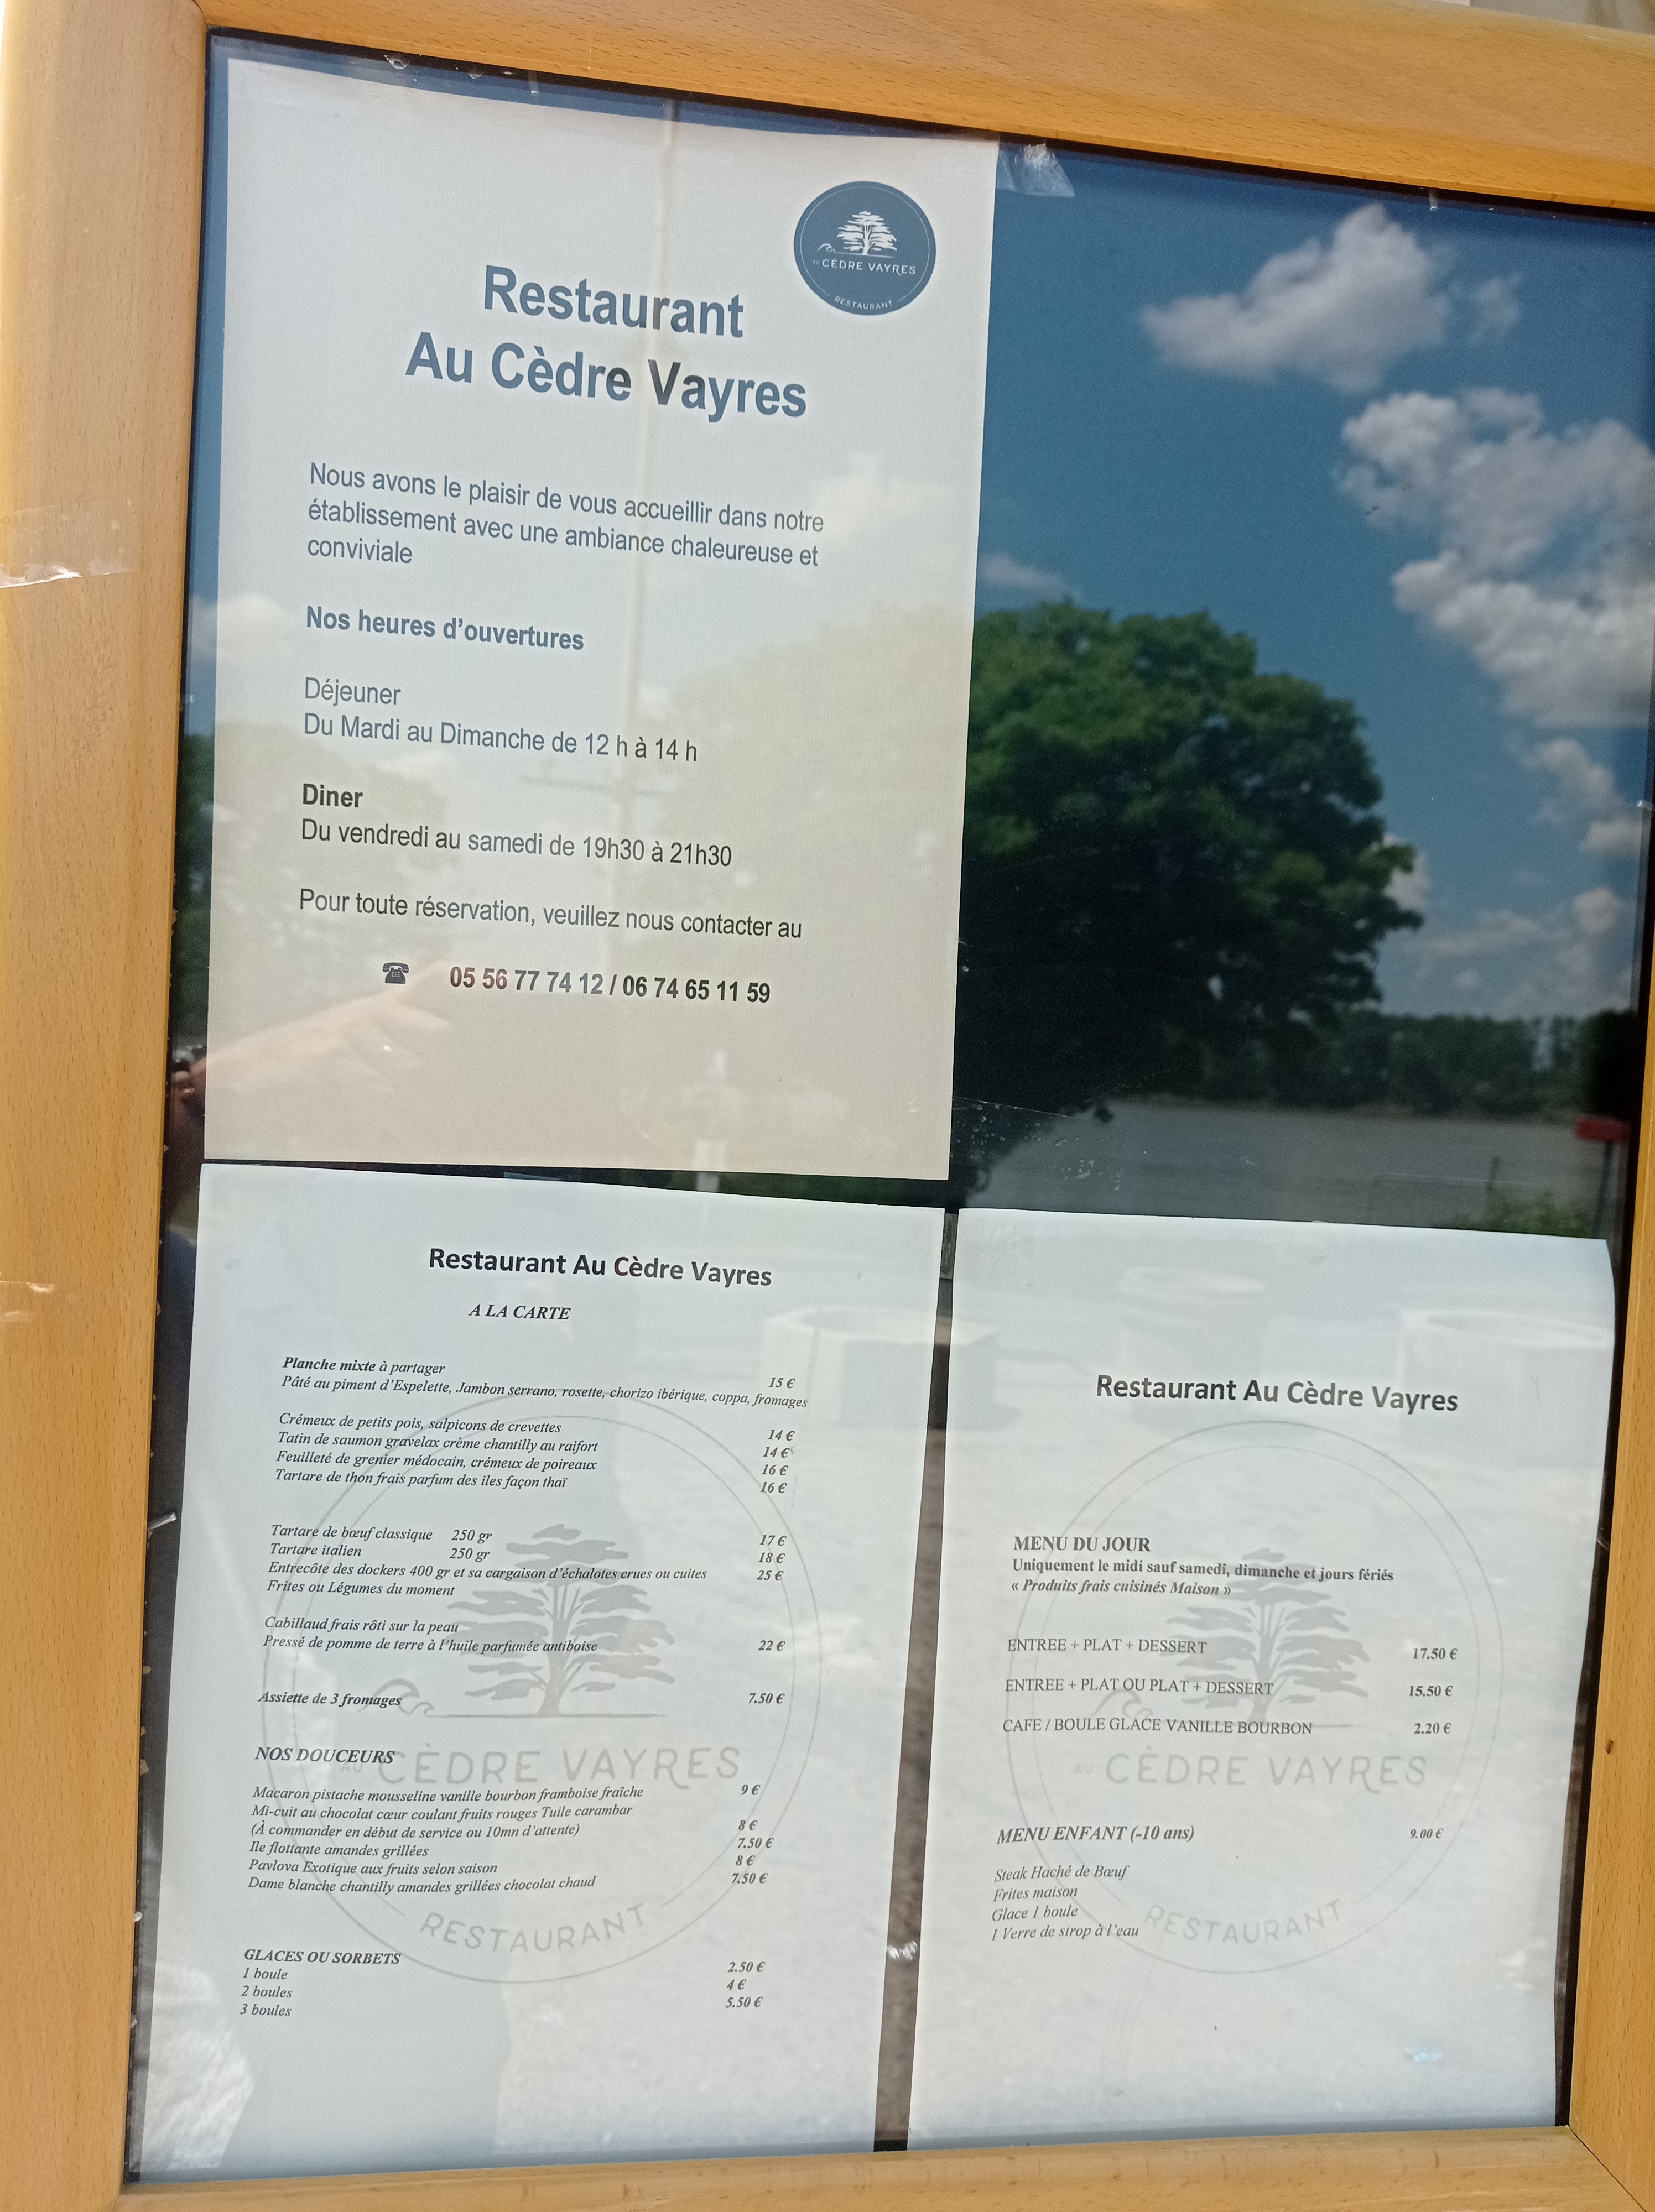 AU CÈDRE VAYRES
RESTAURANT
Restaurant
Au Cèdre Vayres
Nous avons le plaisir de vous accueillir dans notre
établissement avec une ambiance chaleureuse et
conviviale
Nos heures d'ouvertures
Déjeuner
Du Mardi au Dimanche de 12 h à 14 h
Diner
Du vendredi au samedi de 19h30 à 21h30
Pour toute réservation, veuillez nous contacter au
☎ 05 56 77 74 12 / 06 74 65 11 59
Restaurant Au Cèdre Vayres
A LA CARTE
Planche mixte à partager 15 €
Pâté au piment d'Espelette, Jambon serrano, rosette, chorizo ibérique, coppa, fromages
Crémeux de petits pois, salpicons de crevettes 14 €
Tatin de saumon gravelax crème chantilly au raifort 14 €
Feuilleté de grenier médocain, crémeux de poireaux 16 €
Tartare de thon frais parfum des iles façon thaï 16 €
Tartare de bœuf classique 250 gr 17 €
Tartare italien 250 gr 18 €
Entrecôte des dockers 400 gr et sa cargaison d'échalotes crues ou cuites 25 €
Frites ou Légumes du moment
Cabillaud frais rôti sur la peau
Pressé de pomme de terre à l'huile parfumée antiboise 22 €
Assiette de 3 fromages 7.50 €
NOS DOUCEURS
Macaron pistache mousseline vanille bourbon framboise fraîche 9 €
Mi-cuit au chocolat cœur coulant fruits rouges Tuile carambar
(À commander en début de service ou 10mn d'attente) 8 €
Ile flottante amandes grillées 7.50 €
Pavlova Exotique aux fruits selon saison 8 €
Dame blanche chantilly amandes grillées chocolat chaud 7.50 €
GLACES OU SORBETS
1 boule 2.50 €
2 boules 4 €
3 boules 5.50 €
AU CÈDRE VAYRES
RESTAURANT
Restaurant Au Cèdre Vayres
MENU DU JOUR
Uniquement le midi sauf samedi, dimanche et jours fériés
« Produits frais cuisinés Maison »
ENTREE + PLAT + DESSERT 17.50 €
ENTREE + PLAT OU PLAT + DESSERT 15.50 €
CAFE / BOULE GLACE VANILLE BOURBON 2.20 €
MENU ENFANT (-10 ans) 9.00 €
Steak Haché de Bœuf
Frites maison
Glace 1 boule
1 Verre de sirop à l'eau
AU CÈDRE VAYRES
RESTAURANT